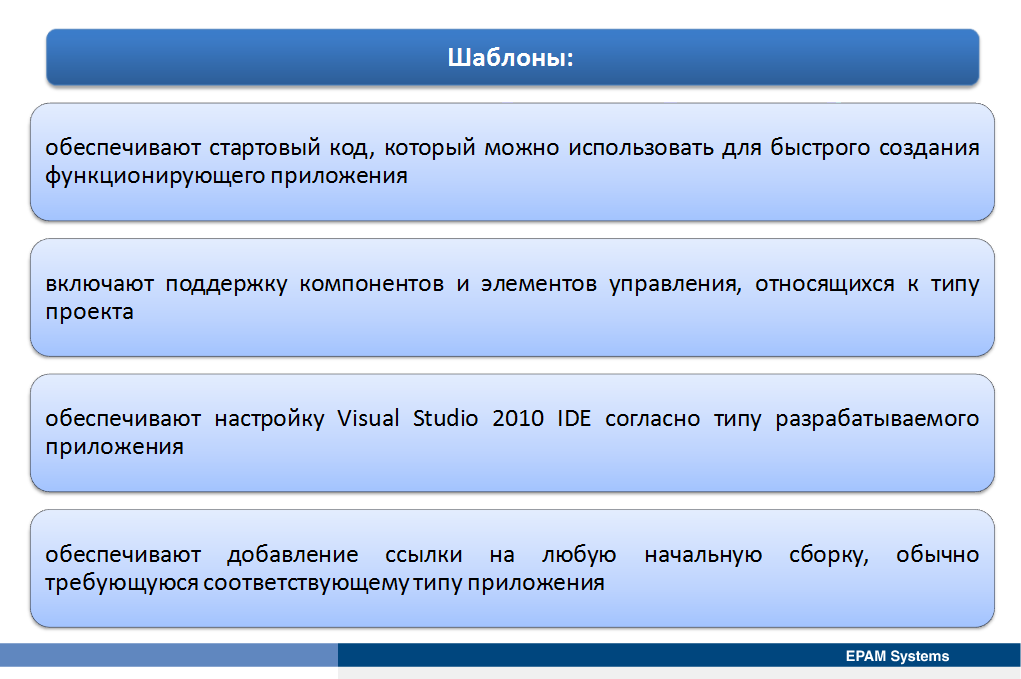 Шаблоны:
обеспечивают стартовый код, который можно использовать для быстрого создания
функционирующего приложения
включают поддержку компонентов и элементов управления, относящихся к типу
проекта
обеспечивают настройку Visual Studio 2010 IDE согласно типу разрабатываемого
приложения
обеспечивают добавление ссылки на любую начальную сборку, обычно
требующуюся соответствующему типу приложения
EPAM Systems